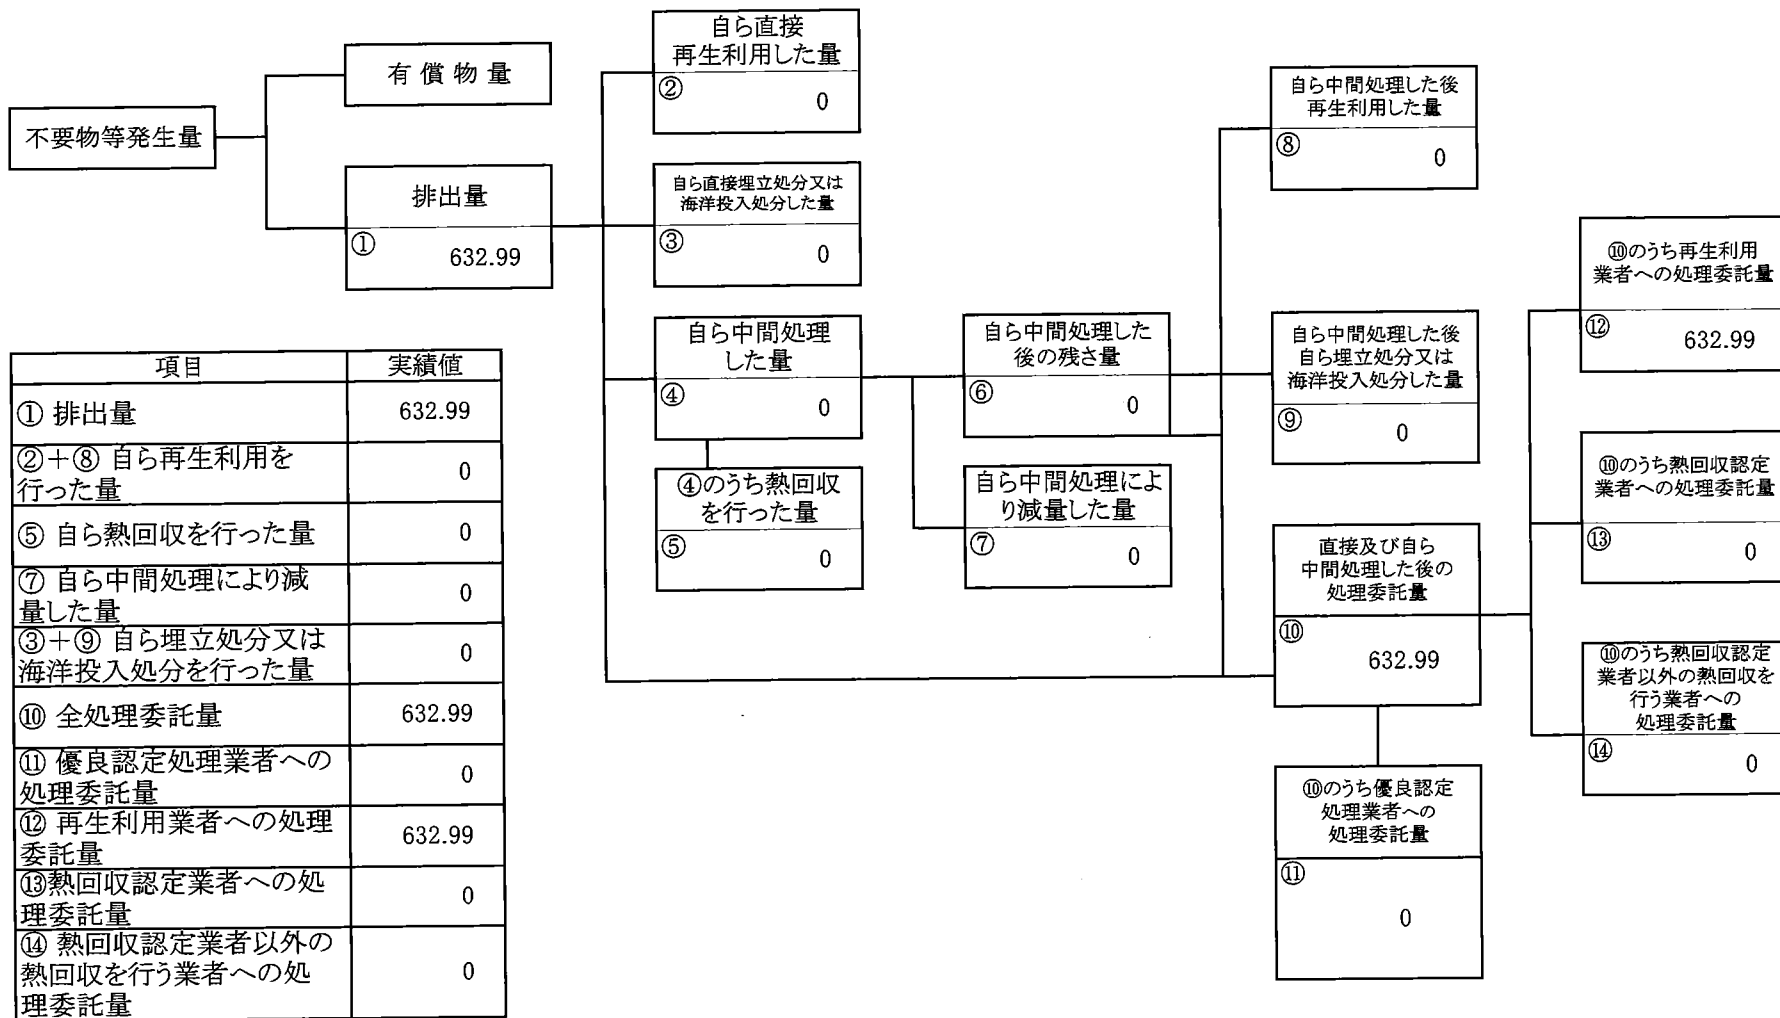 不要物等発生量
有償物量
排出量
①
632.99
自ら直接
再生利用した量
②
0
自ら直接埋立処分又は
海洋投入処分した量
③
0
自ら中間処理
した量
④
0
④のうち熱回収
を行った量
⑤
0
自ら中間処理した
後の残さ量
⑥
0
自ら中間処理によ
り減量した量
⑦
0
自ら中間処理した後
再生利用した量
⑧
0
自ら中間処理した後
自ら埋立処分又は
海洋投入処分した量
⑨
0
直接及び自ら
中間処理した後の
処理委託量
⑩
632.99
⑩のうち優良認定
処理業者への
処理委託量
⑪
0
⑩のうち再生利用
業者への処理委託量
⑫
632.99
⑩のうち熱回収認定
業者への処理委託量
⑬
0
⑩のうち熱回収認定
業者以外の熱回収を
行う業者への
処理委託量
⑭
0
項目 実績値
① 排出量 632.99
②+⑧ 自ら再生利用を
行った量 0
⑤ 自ら熱回収を行った量 0
⑦ 自ら中間処理により減
量した量 0
③+⑨ 自ら埋立処分又は
海洋投入処分を行った量 0
⑩ 全処理委託量 632.99
⑪ 優良認定処理業者への
処理委託量 0
⑫ 再生利用業者への処理
委託量 632.99
⑬熱回収認定業者への処
理委託量 0
⑭ 熱回収認定業者以外の
熱回収を行う業者への処
理委託量 0